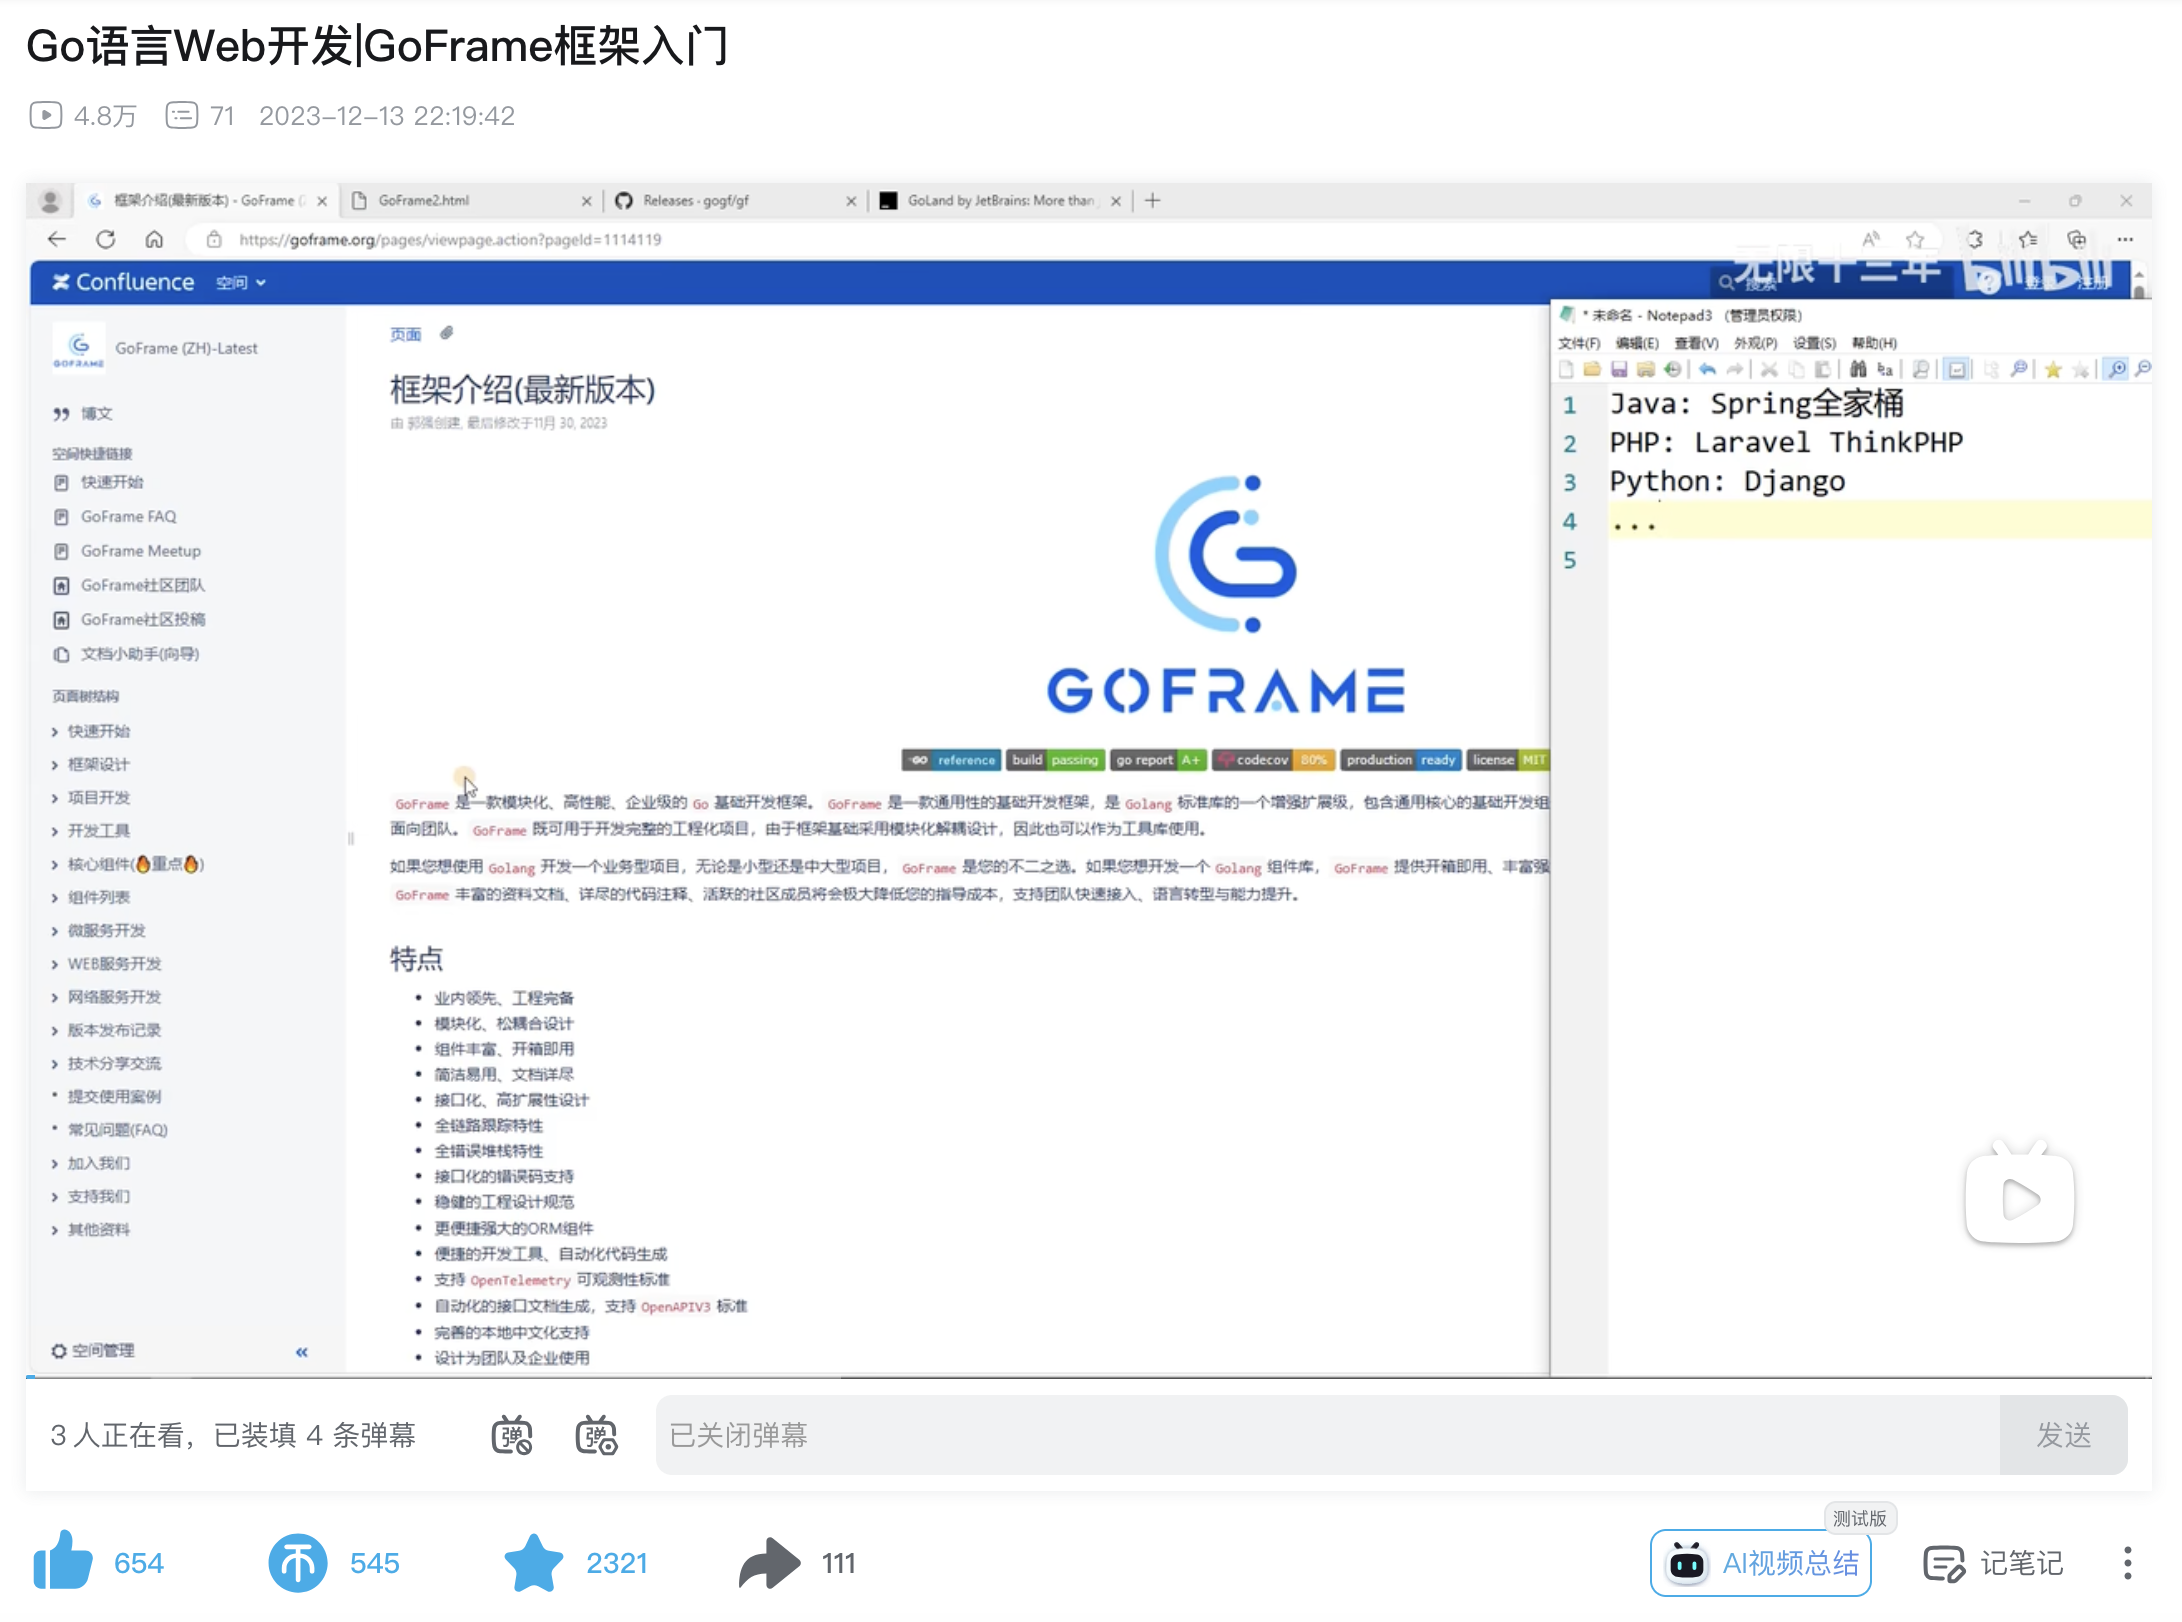 Go语言Web开发|GoFrame框架入门
4.8万 71 2023-12-13 22:19:42
框架介绍(最新版本) - GoFrame (
GoFrame2.html
Releases · gogf/gf
GoLand by JetBrains: More than
https://goframe.org/pages/viewpage.action?pageId=1114119
Confluence 空间
搜索
无限十三年 bilibili
登录 注册
GOFRAME
GoFrame (ZH)-Latest
博文
空间快捷链接
快速开始
GoFrame FAQ
GoFrame Meetup
GoFrame社区团队
GoFrame社区投稿
文档小助手(向导)
页面树结构
快速开始
框架设计
项目开发
开发工具
核心组件(🔥重点🔥)
组件列表
微服务开发
WEB服务开发
网络服务开发
版本发布记录
技术分享交流
提交使用案例
常见问题(FAQ)
加入我们
支持我们
其他资料
空间管理
«
页面
框架介绍(最新版本)
由 郭强创建, 最后修改于11月 30, 2023
GOFRAME
GO reference build passing go report A+ codecov 80% production ready license MIT
GoFrame 是一款模块化、高性能、企业级的 Go 基础开发框架。 GoFrame 是一款通用性的基础开发框架，是 Golang 标准库的一个增强扩展级，包含通用核心的基础开发组
面向团队。 GoFrame 既可用于开发完整的工程化项目，由于框架基础采用模块化解耦设计，因此也可以作为工具库使用。
如果您想使用 Golang 开发一个业务型项目，无论是小型还是中大型项目， GoFrame 是您的不二之选。如果您想开发一个 Golang 组件库， GoFrame 提供开箱即用、丰富强
GoFrame 丰富的资料文档、详尽的代码注释、活跃的社区成员将会极大降低您的指导成本，支持团队快速接入、语言转型与能力提升。
特点
• 业内领先、工程完备
• 模块化、松耦合设计
• 组件丰富、开箱即用
• 简洁易用、文档详尽
• 接口化、高扩展性设计
• 全链路跟踪特性
• 全错误堆栈特性
• 接口化的错误码支持
• 稳健的工程设计规范
• 更便捷强大的ORM组件
• 便捷的开发工具、自动化代码生成
• 支持 OpenTelemetry 可观测性标准
• 自动化的接口文档生成，支持 OpenAPIV3 标准
• 完善的本地中文化支持
• 设计为团队及企业使用
* 未命名 - Notepad3 (管理员权限)
文件(F) 编辑(E) 查看(V) 外观(P) 设置(S) 帮助(H)
1 Java: Spring全家桶
2 PHP: Laravel ThinkPHP
3 Python: Django
4 ...
5
3 人正在看，已装填 4 条弹幕
弹 弹
已关闭弹幕
发送
654 545 2321 111
测试版
AI视频总结
记笔记